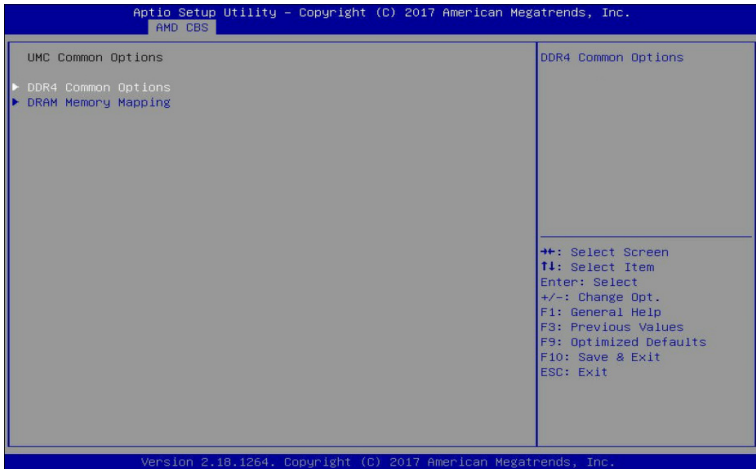 Aptio Setup Utility – Copyright (C) 2017 American Megatrends, Inc.
AMD CBS
UMC Common Options
▶ DDR4 Common Options
▶ DRAM Memory Mapping
DDR4 Common Options
→←: Select Screen
↑↓: Select Item
Enter: Select
+/-: Change Opt.
F1: General Help
F3: Previous Values
F9: Optimized Defaults
F10: Save & Exit
ESC: Exit
Version 2.18.1264. Copyright (C) 2017 American Megatrends, Inc.